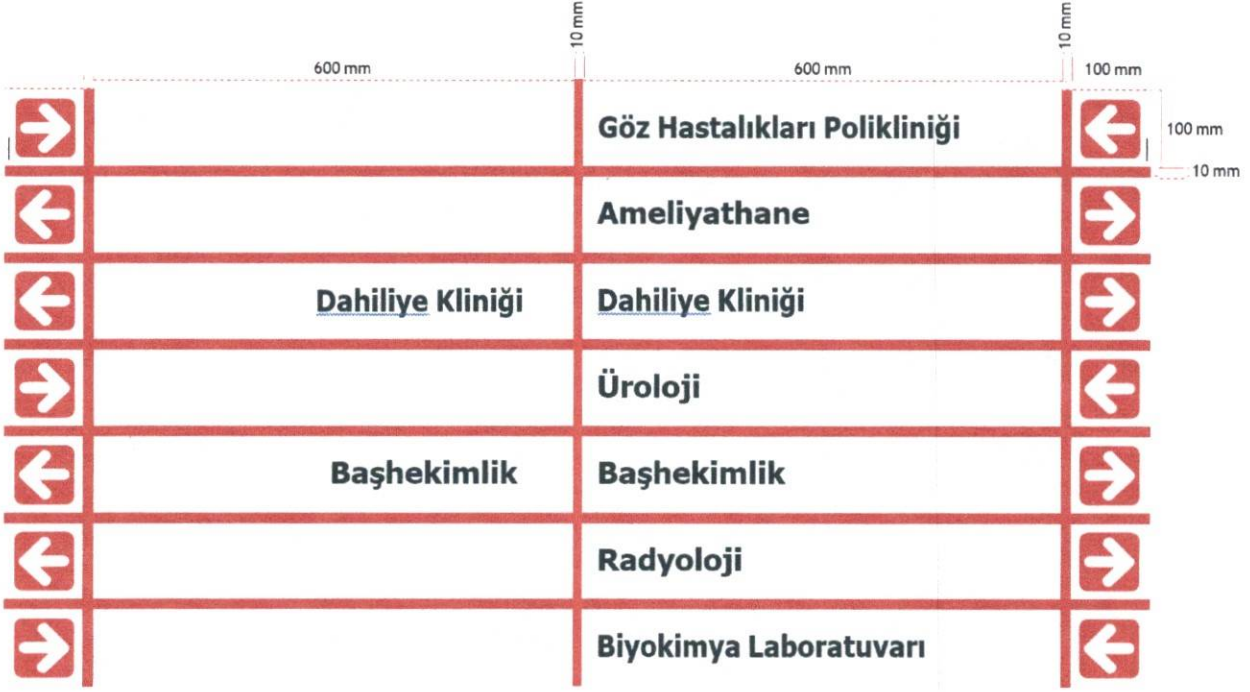 10 mm
10 mm
600 mm
600 mm
100 mm
Göz Hastalıkları Polikliniği
100 mm
10 mm
Ameliyathane
Dahiliye Kliniği
Dahiliye Kliniği
Üroloji
Başhekimlik
Başhekimlik
Radyoloji
Biyokimya Laboratuvarı